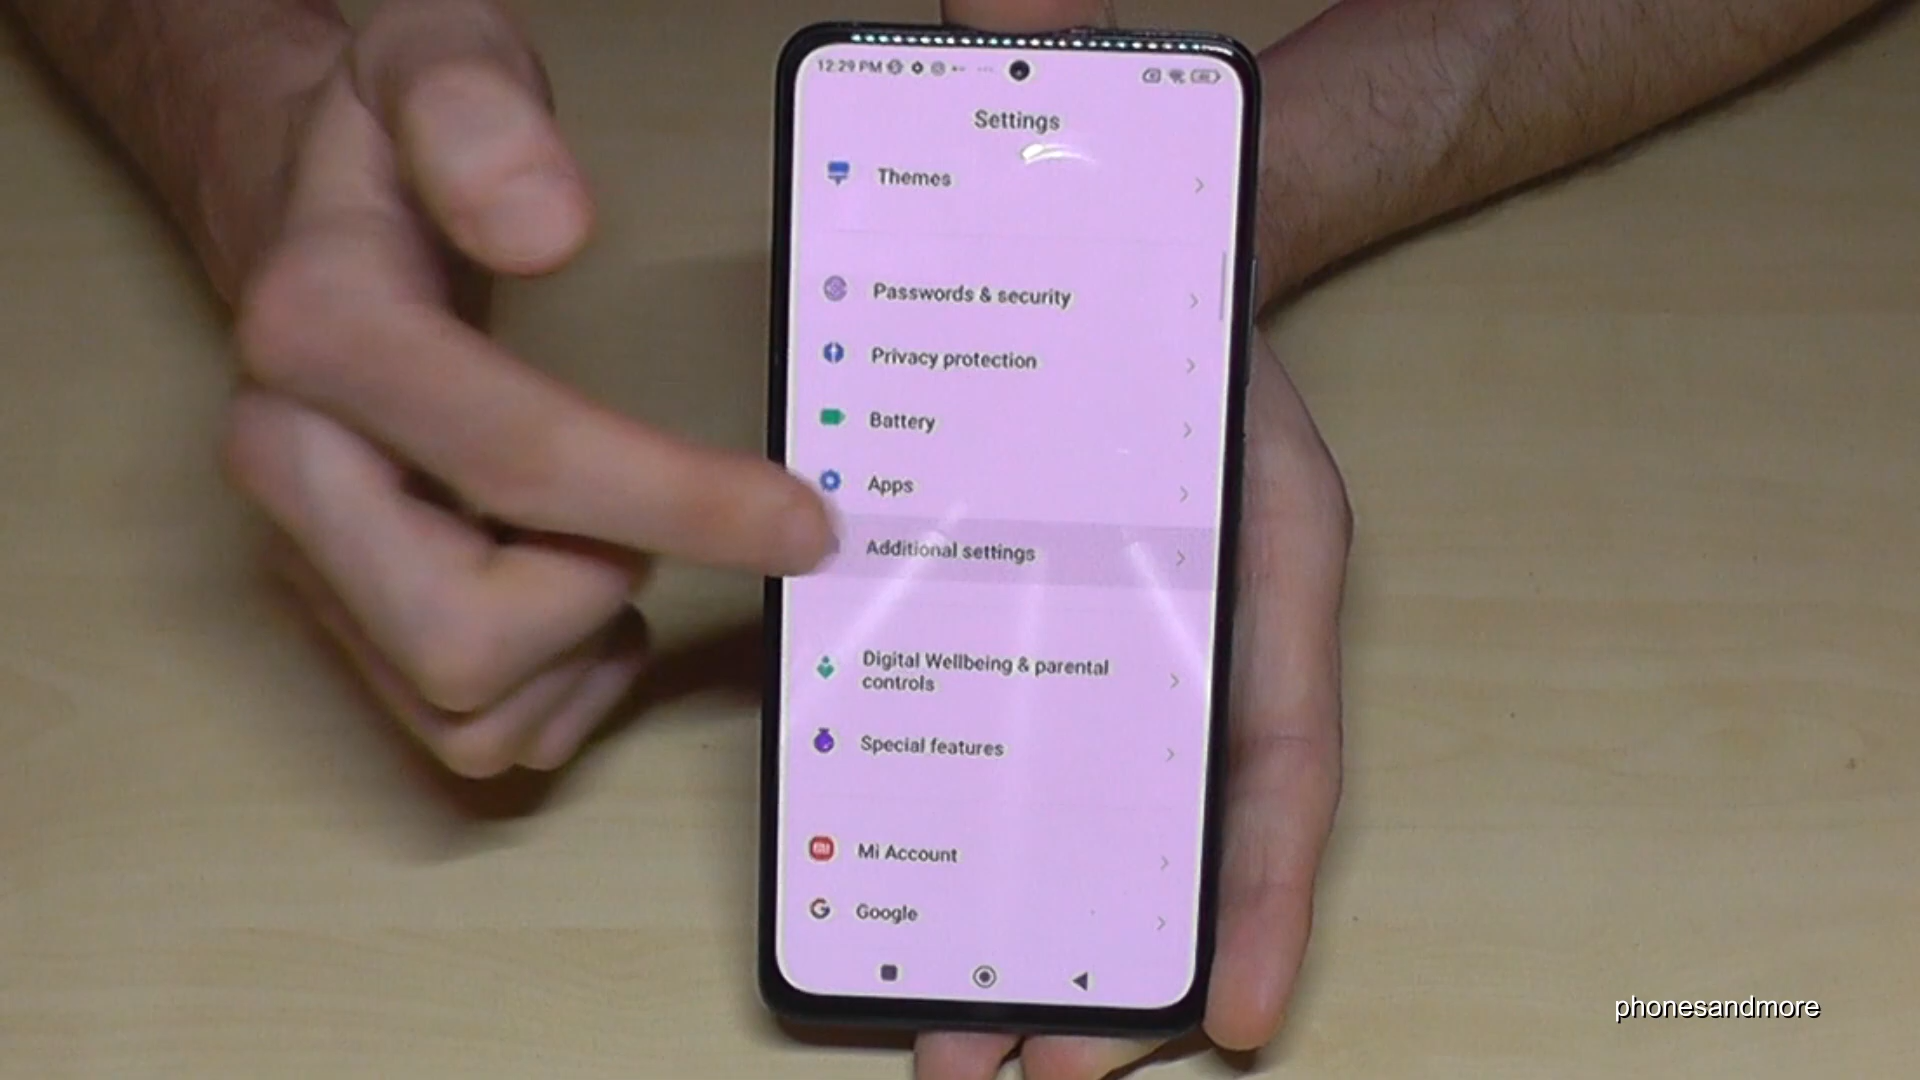 12:29 PM
Settings
Themes
Passwords & security
Privacy protection
Battery
Apps
Additional settings
Digital Wellbeing & parental
controls
Special features
Mi Account
Google
phonesandmore